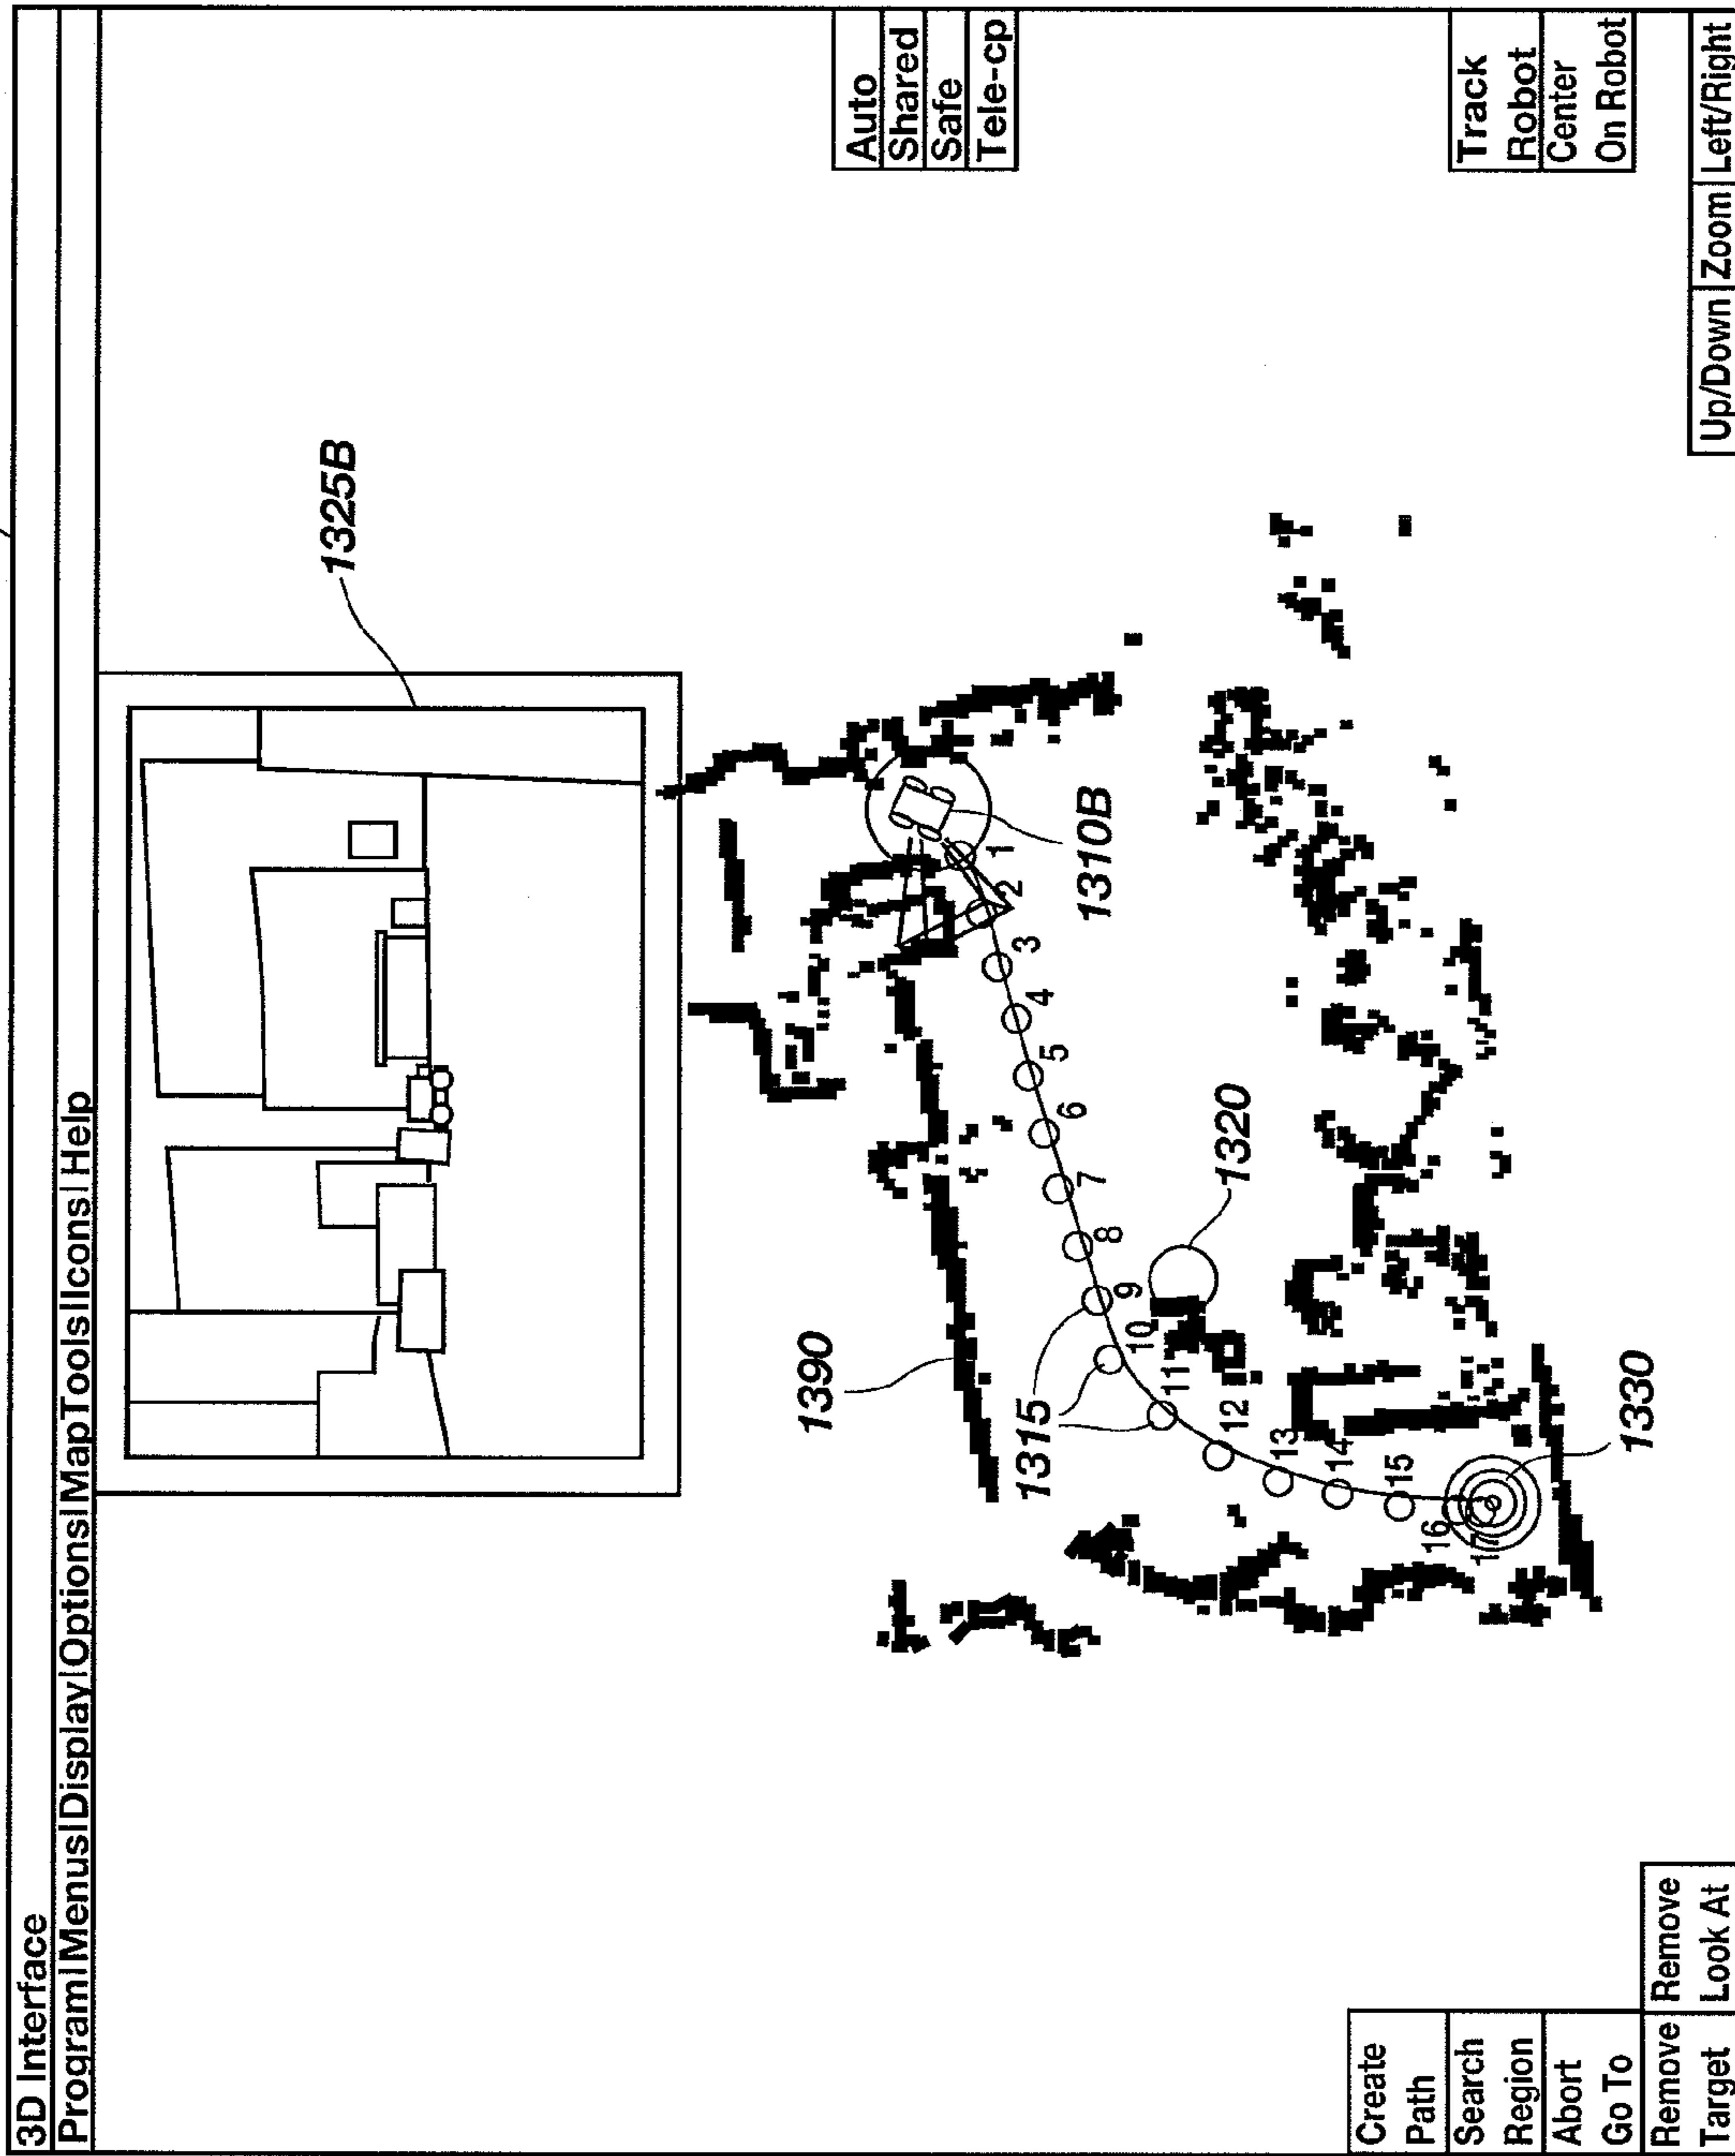 3D Interface
Program|Menus|Display|Options|MapTools|Icons|Help
1325B
Auto
Shared
Safe
Tele-cp
1390
1310B
1315
1320
1
2
3
4
5
6
7
8
9
10
11
12
13
14
15
16
17
1330
Track
Robot
Center
On Robot
Create
Path
Search
Region
Abort
Go To
Remove
Target
Remove
Look At
Up/Down
Zoom
Left/Right